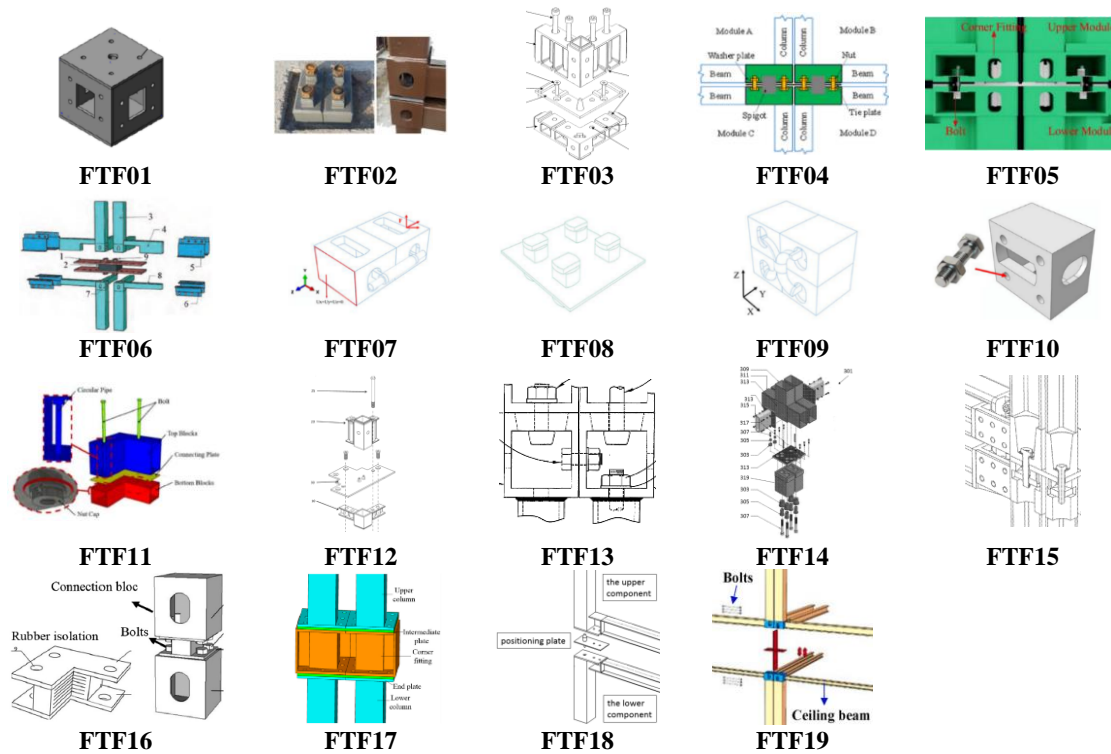 Module A
Column
Column
Module B
Washer plate
Nut
Beam
Beam
Beam
Beam
Spigot
Tie plate
Module C
Column
Column
Module D
Corner Fitting
Upper Module
Bolt
Lower Module
FTF01
FTF02
FTF03
FTF04
FTF05
1
2
3
4
5
6
7
8
9
Z
Y
X
FTF06
FTF07
FTF08
FTF09
FTF10
Circular Pipe
Bolt
Top Blocks
Connecting Plate
Bottom Blocks
Nut Cap
309
311
313
301
313
315
317
307
305
303
313
319
303
305
307
FTF11
FTF12
FTF13
FTF14
FTF15
Connection bloc
Bolts
Rubber isolation
Upper
column
Intermediate
plate
Corner
fitting
End plate
Lower
column
the upper
component
positioning plate
the lower
component
Bolts
Ceiling beam
FTF16
FTF17
FTF18
FTF19